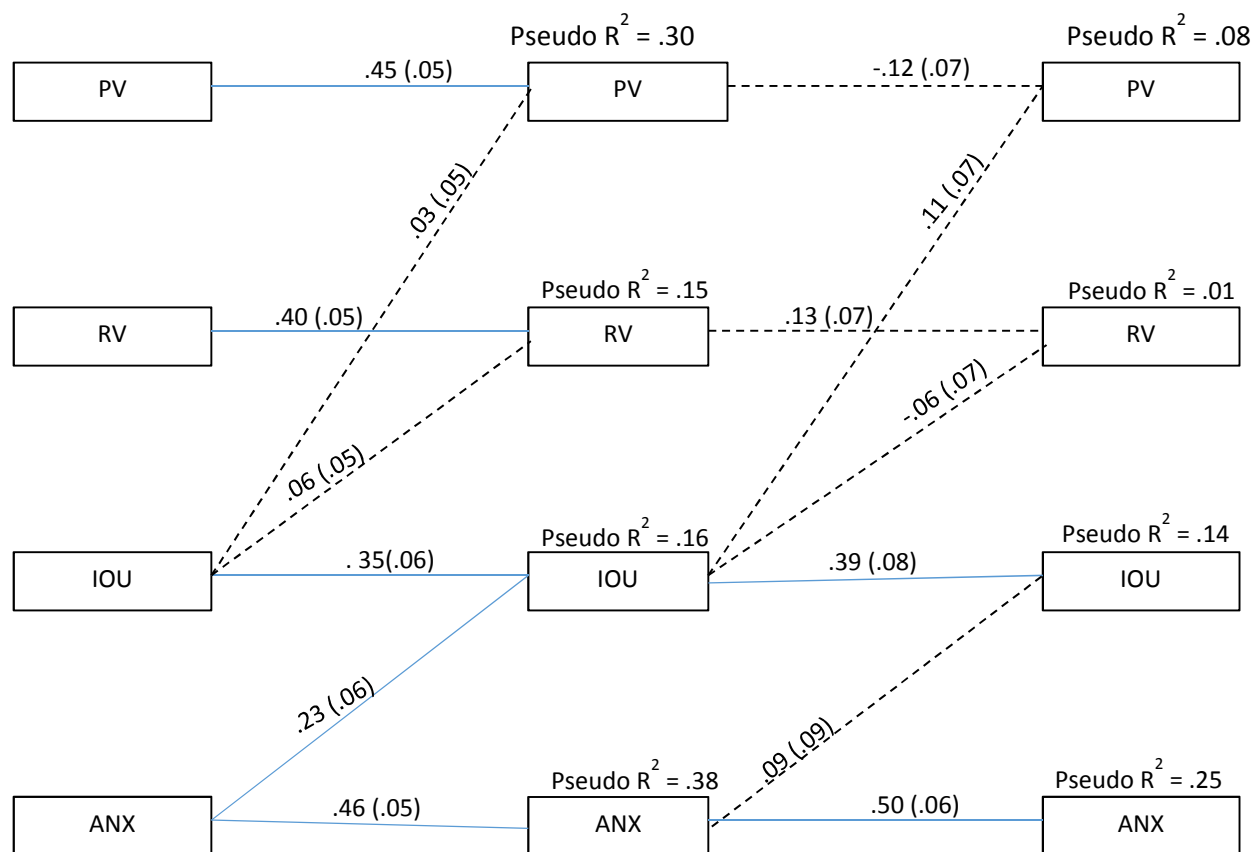 Pseudo R² = .30
Pseudo R² = .08
.45 (.05)
-.12 (.07)
PV
PV
PV
.03 (.05)
.11 (.07)
Pseudo R² = .15
Pseudo R² = .01
.40 (.05)
.13 (.07)
RV
RV
RV
.06 (.05)
-.06 (.07)
Pseudo R² = .16
Pseudo R² = .14
. 35(.06)
.39 (.08)
IOU
IOU
IOU
.23 (.06)
.09 (.09)
Pseudo R² = .38
Pseudo R² = .25
.46 (.05)
.50 (.06)
ANX
ANX
ANX